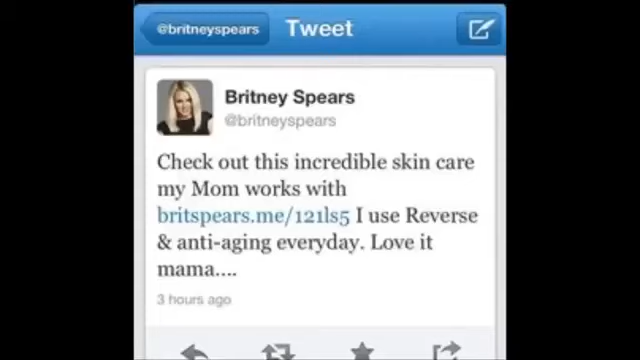 @britneyspears Tweet
Britney Spears
@britneyspears
Check out this incredible skin care
my Mom works with
britspears.me/121ls5 I use Reverse
& anti-aging everyday. Love it
mama....
3 hours ago